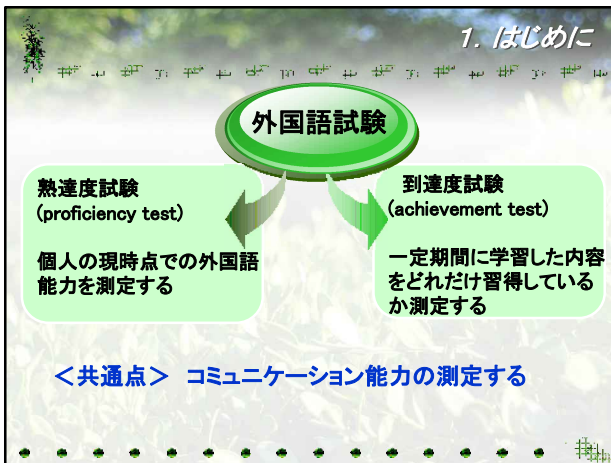 1. はじめに
外国語試験
熟達度試験
(proficiency test)
個人の現時点での外国語
能力を測定する
到達度試験
(achievement test)
一定期間に学習した内容
をどれだけ習得している
か測定する
＜共通点＞ コミュニケーション能力の測定する